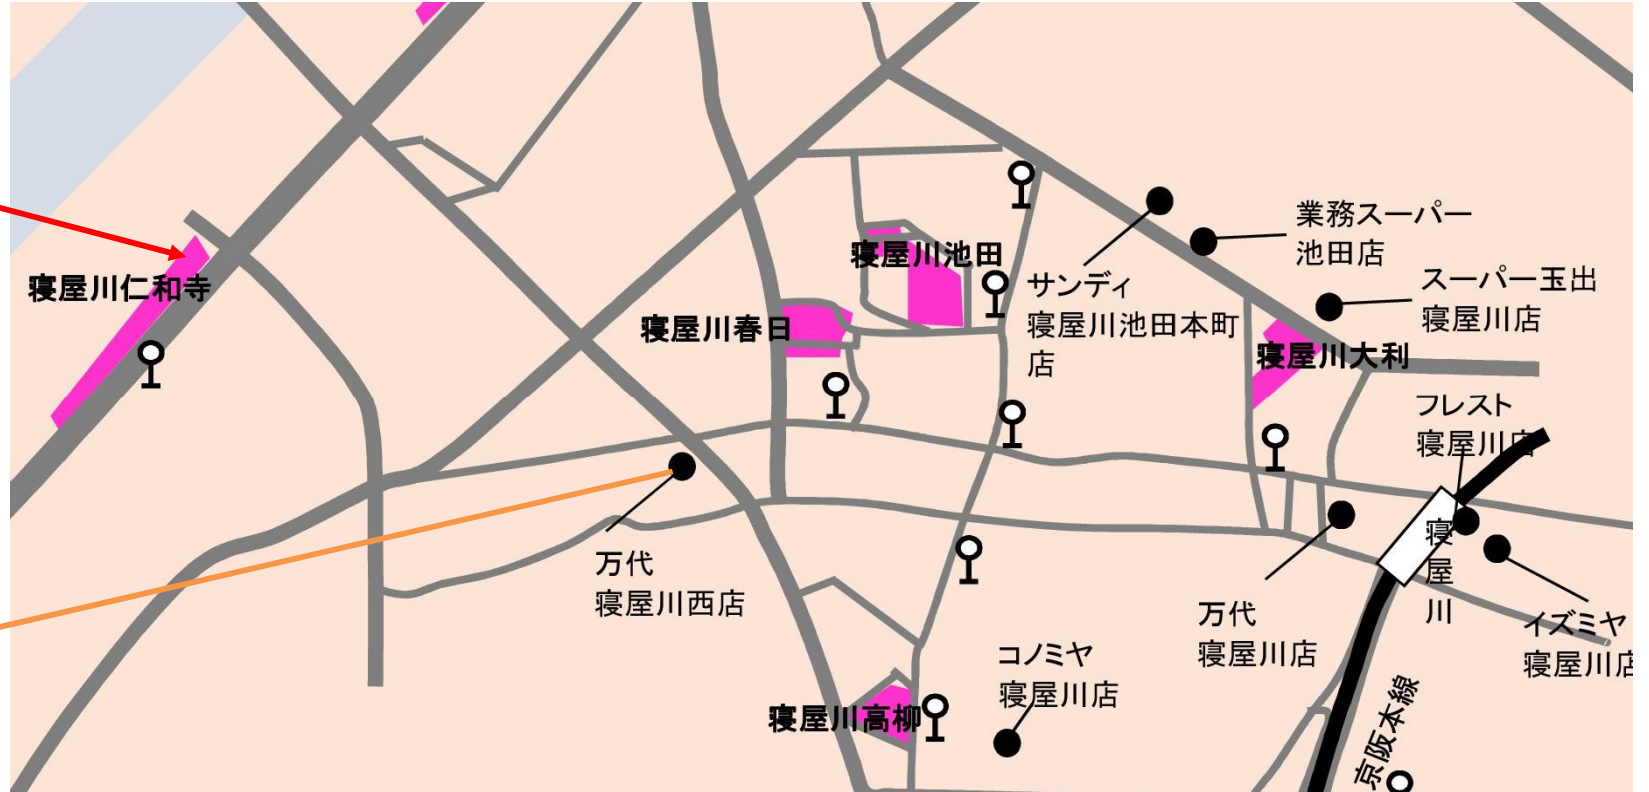 業務スーパー
池田店
寝屋川池田
サンディ
寝屋川池田本町
店
スーパー玉出
寝屋川店
寝屋川仁和寺
寝屋川春日
寝屋川大利
フレスト
寝屋川店
万代
寝屋川西店
寝屋川
万代
寝屋川店
イズミヤ
寝屋川店
コノミヤ
寝屋川店
寝屋川高柳
京阪本線